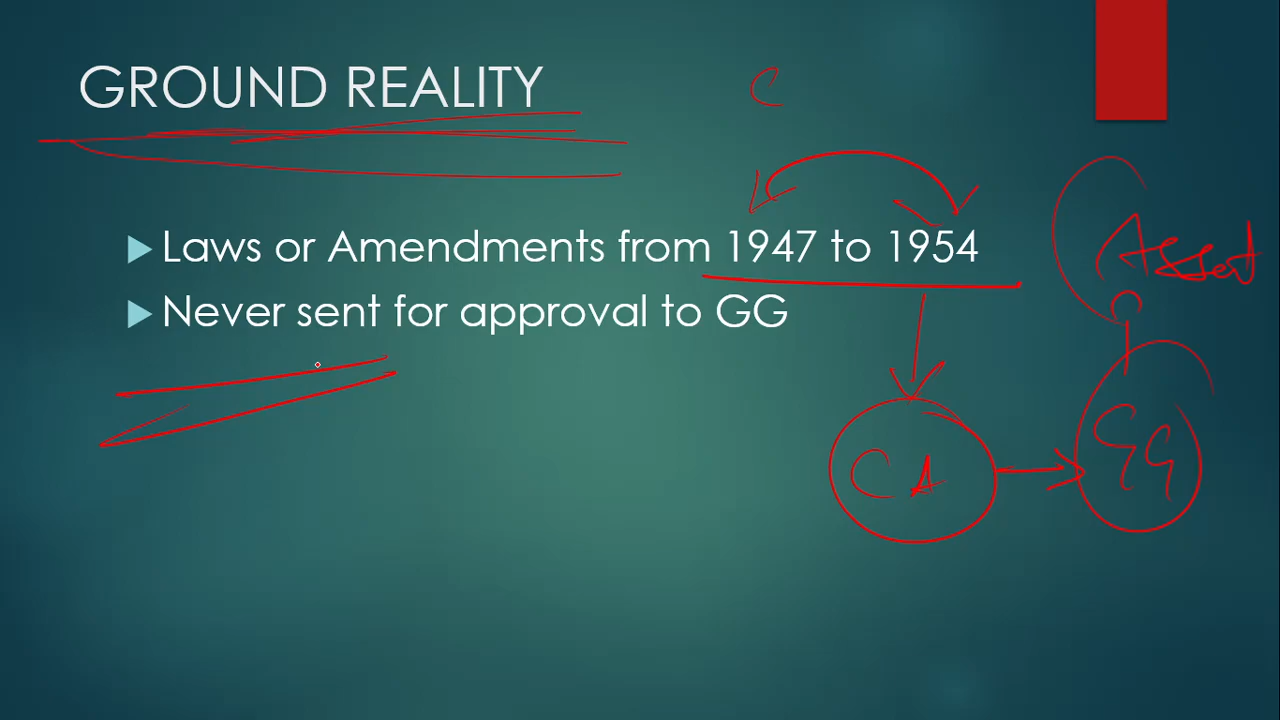 GROUND REALITY
C
Laws or Amendments from 1947 to 1954
Never sent for approval to GG
Assent
CA
GG